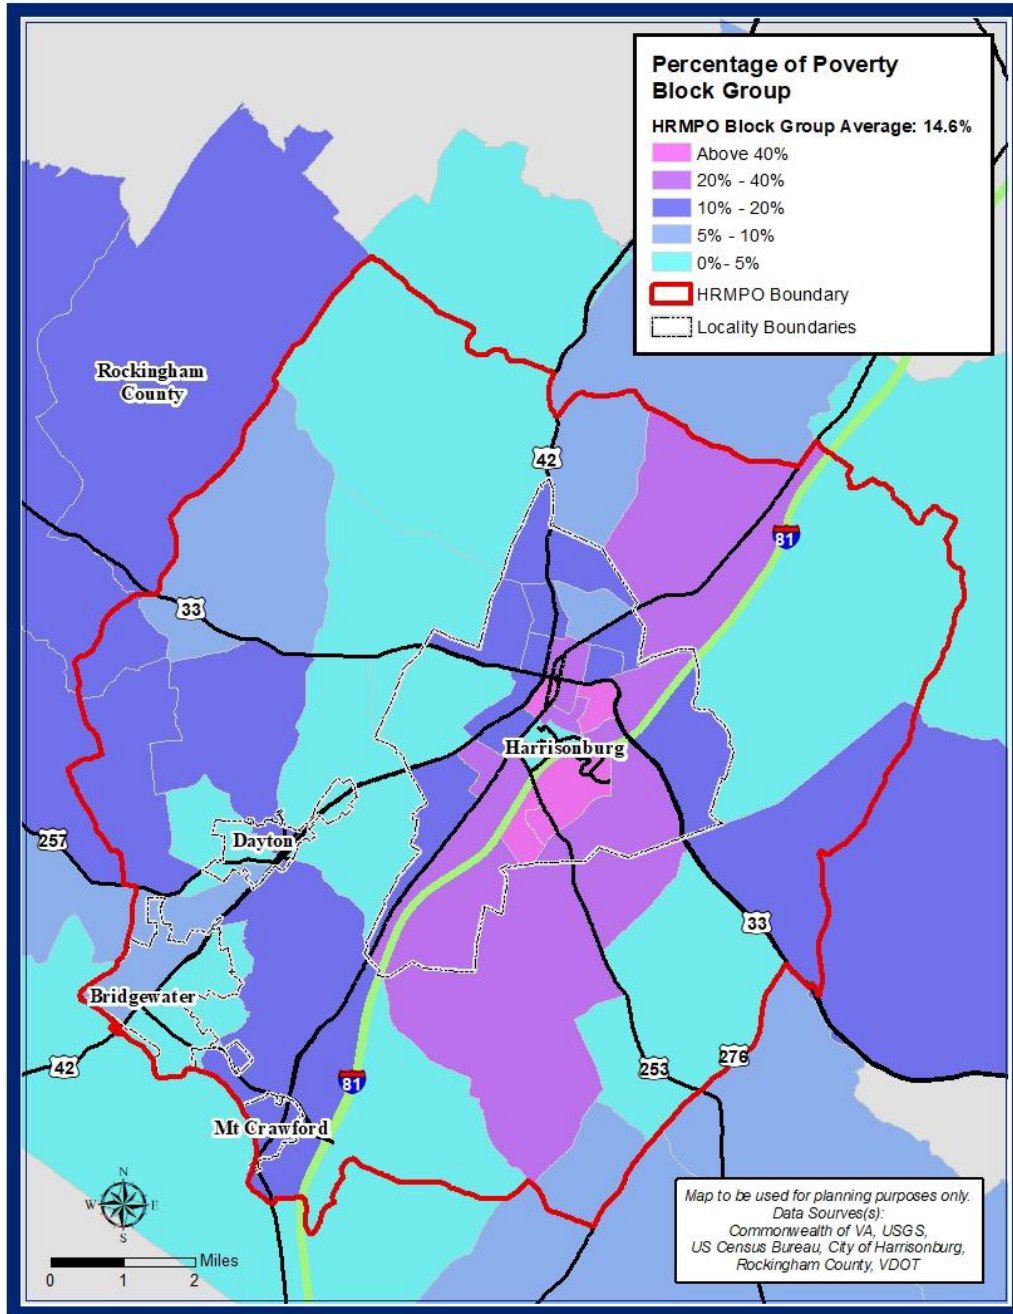 Percentage of Poverty
Block Group
HRMPO Block Group Average: 14.6%
Above 40%
20% - 40%
10% - 20%
5% - 10%
0%- 5%
HRMPO Boundary
Locality Boundaries
Rockingham
County
42
81
33
Harrisonburg
Dayton
257
33
Bridgewater
42
81
253
276
Mt Crawford
N
W
E
S
Miles
0
1
2
Map to be used for planning purposes only.
Data Sourves(s):
Commonwealth of VA, USGS,
US Census Bureau, City of Harrisonburg,
Rockingham County, VDOT